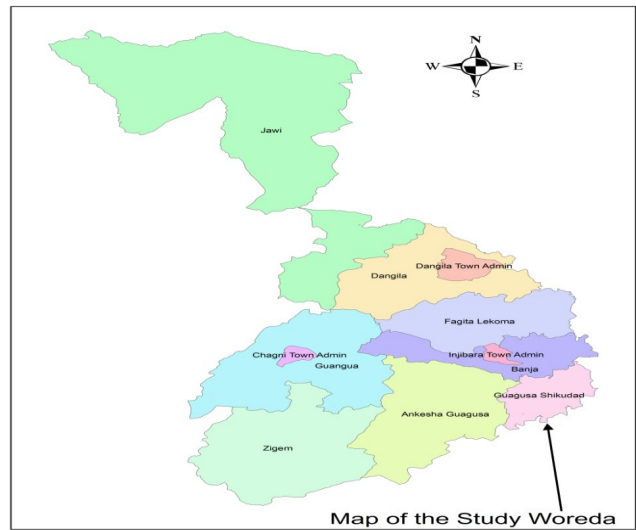 N
W E
S
Jawi
Dangila Town Admin
Dangila
Fagita Lekoma
Chagni Town Admin
Injibara Town Admin
Guangua
Banja
Guagusa Shikudad
Ankesha Guagusa
Zigem
Map of the Study Woreda